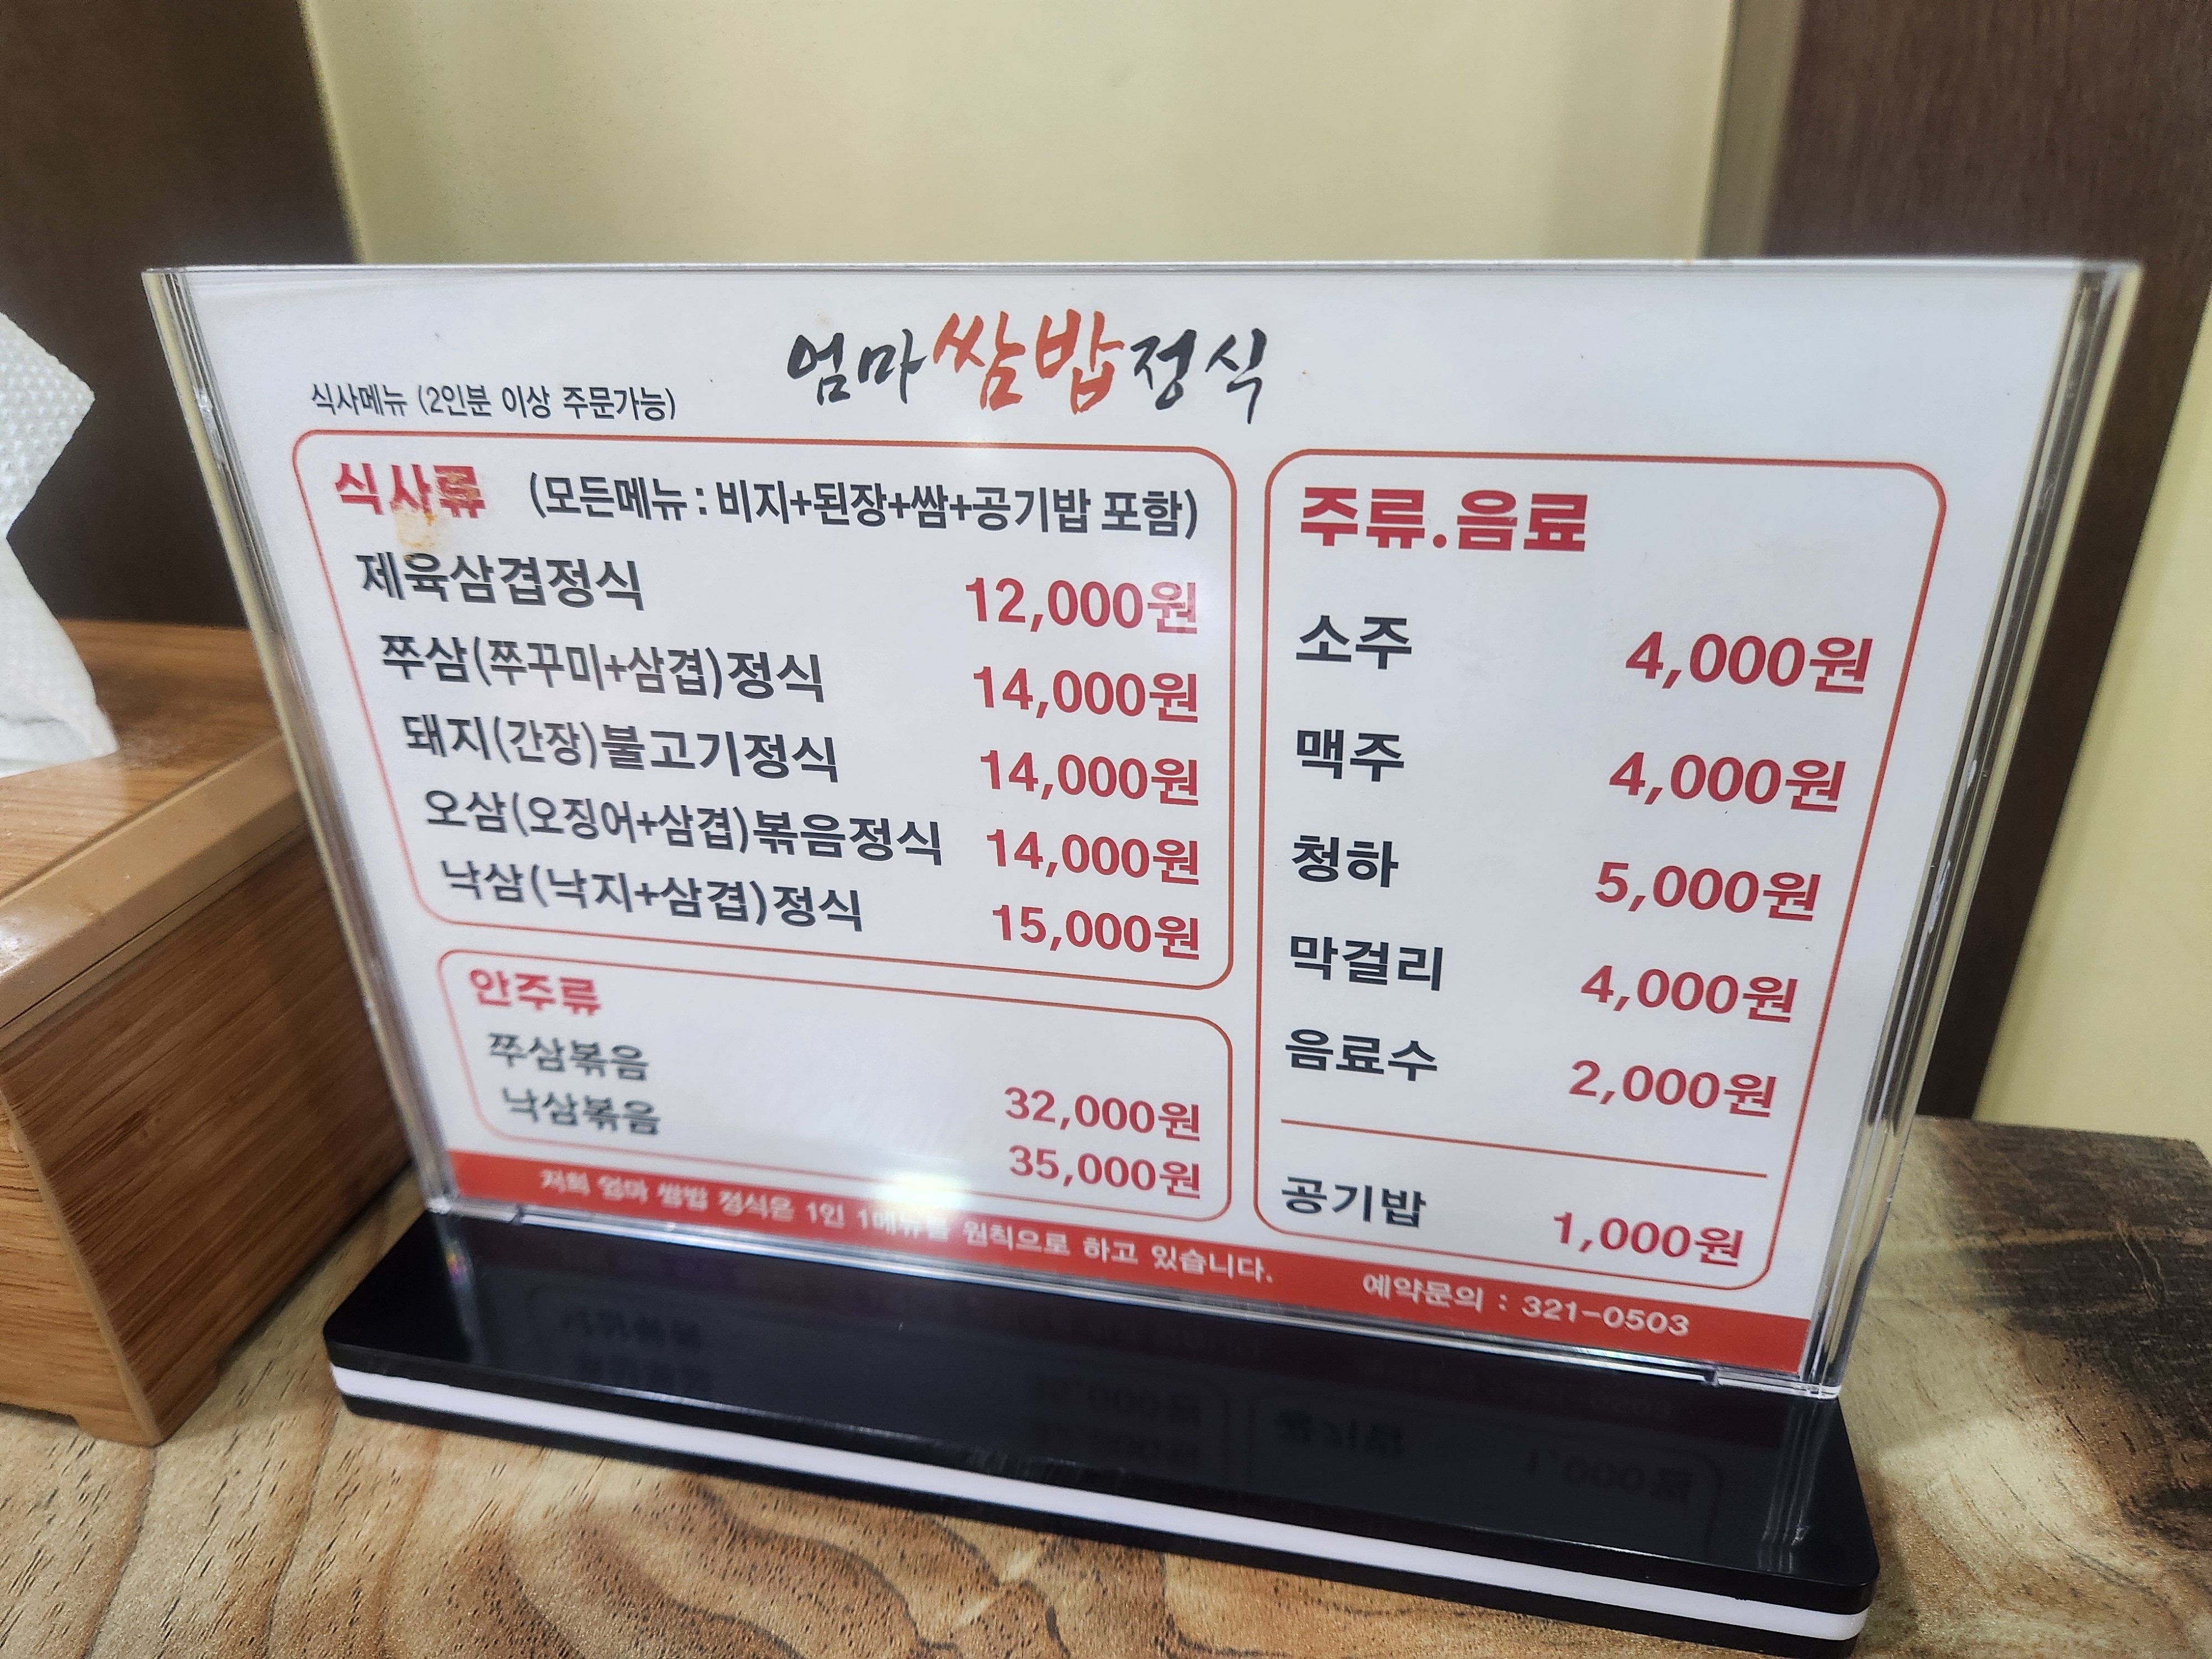 엄마쌈밥정식
식사메뉴 (2인분 이상 주문가능)
식사류 (모든메뉴 : 비지+된장+쌈+공기밥 포함)
제육삼겹정식 12,000원
쭈삼(쭈꾸미+삼겹)정식 14,000원
돼지(간장)불고기정식 14,000원
오삼(오징어+삼겹)볶음정식 14,000원
낙삼(낙지+삼겹)정식 15,000원
안주류
쭈삼볶음 32,000원
낙삼볶음 35,000원
주류.음료
소주 4,000원
맥주 4,000원
청하 5,000원
막걸리 4,000원
음료수 2,000원
공기밥 1,000원
저희 엄마 쌈밥 정식은 1인 1메뉴를 원칙으로 하고 있습니다. 예약문의 : 321-0503